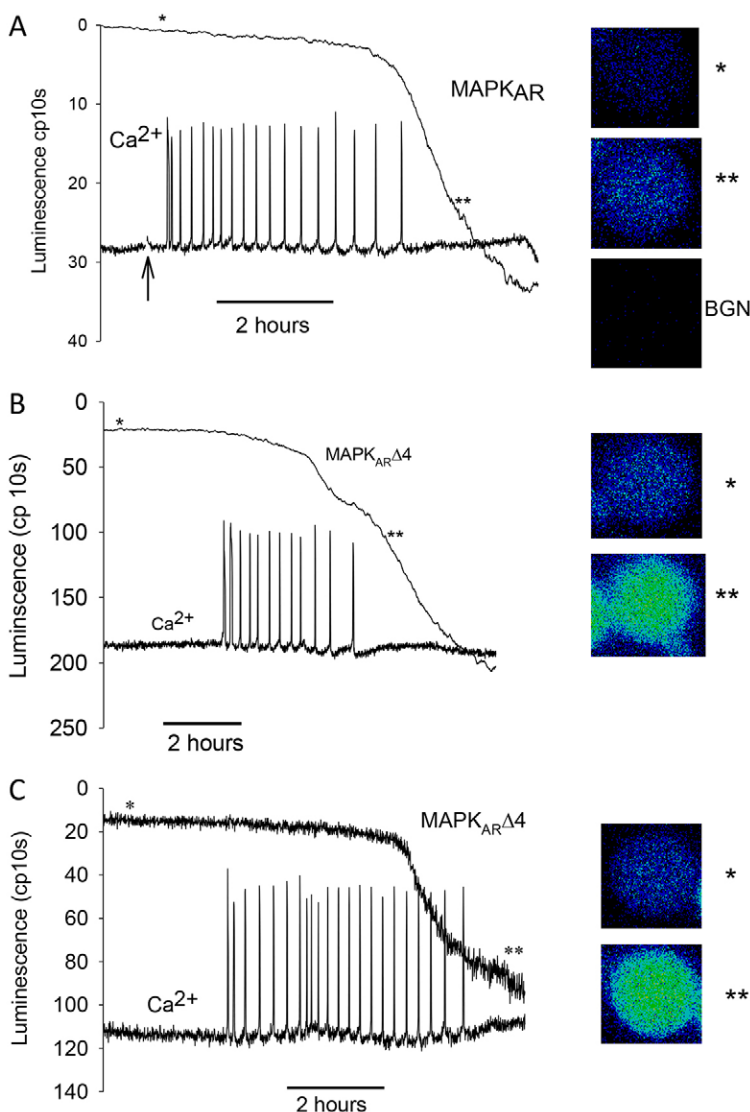 A
Luminescence cp10s
0
10
20
30
40
*
MAPKAR
Ca2+
**
2 hours
*
**
BGN
B
Luminscence (cp 10s)
0
50
100
150
200
250
*
MAPKARΔ4
**
Ca2+
2 hours
*
**
C
Luminescence (cp10s)
0
20
40
60
80
100
120
140
*
MAPKARΔ4
**
Ca2+
2 hours
*
**